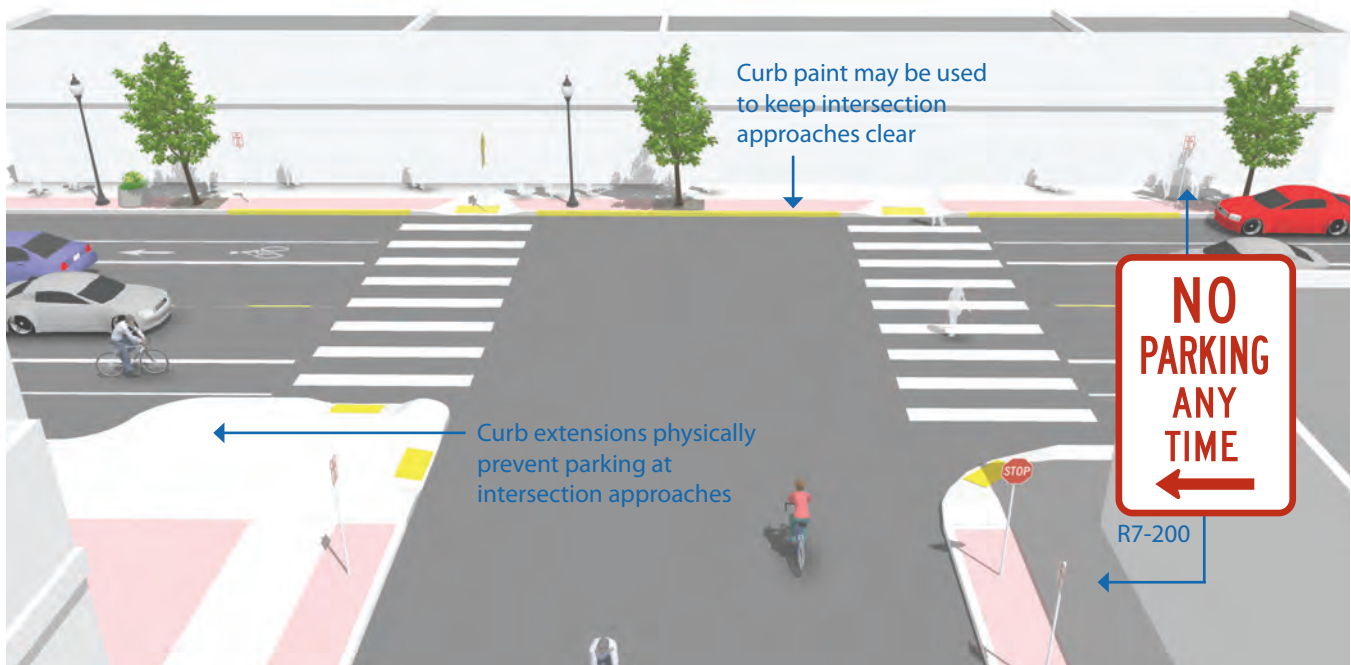 Curb paint may be used
to keep intersection
approaches clear
NO
PARKING
ANY
TIME
R7-200
Curb extensions physically
prevent parking at
intersection approaches
STOP